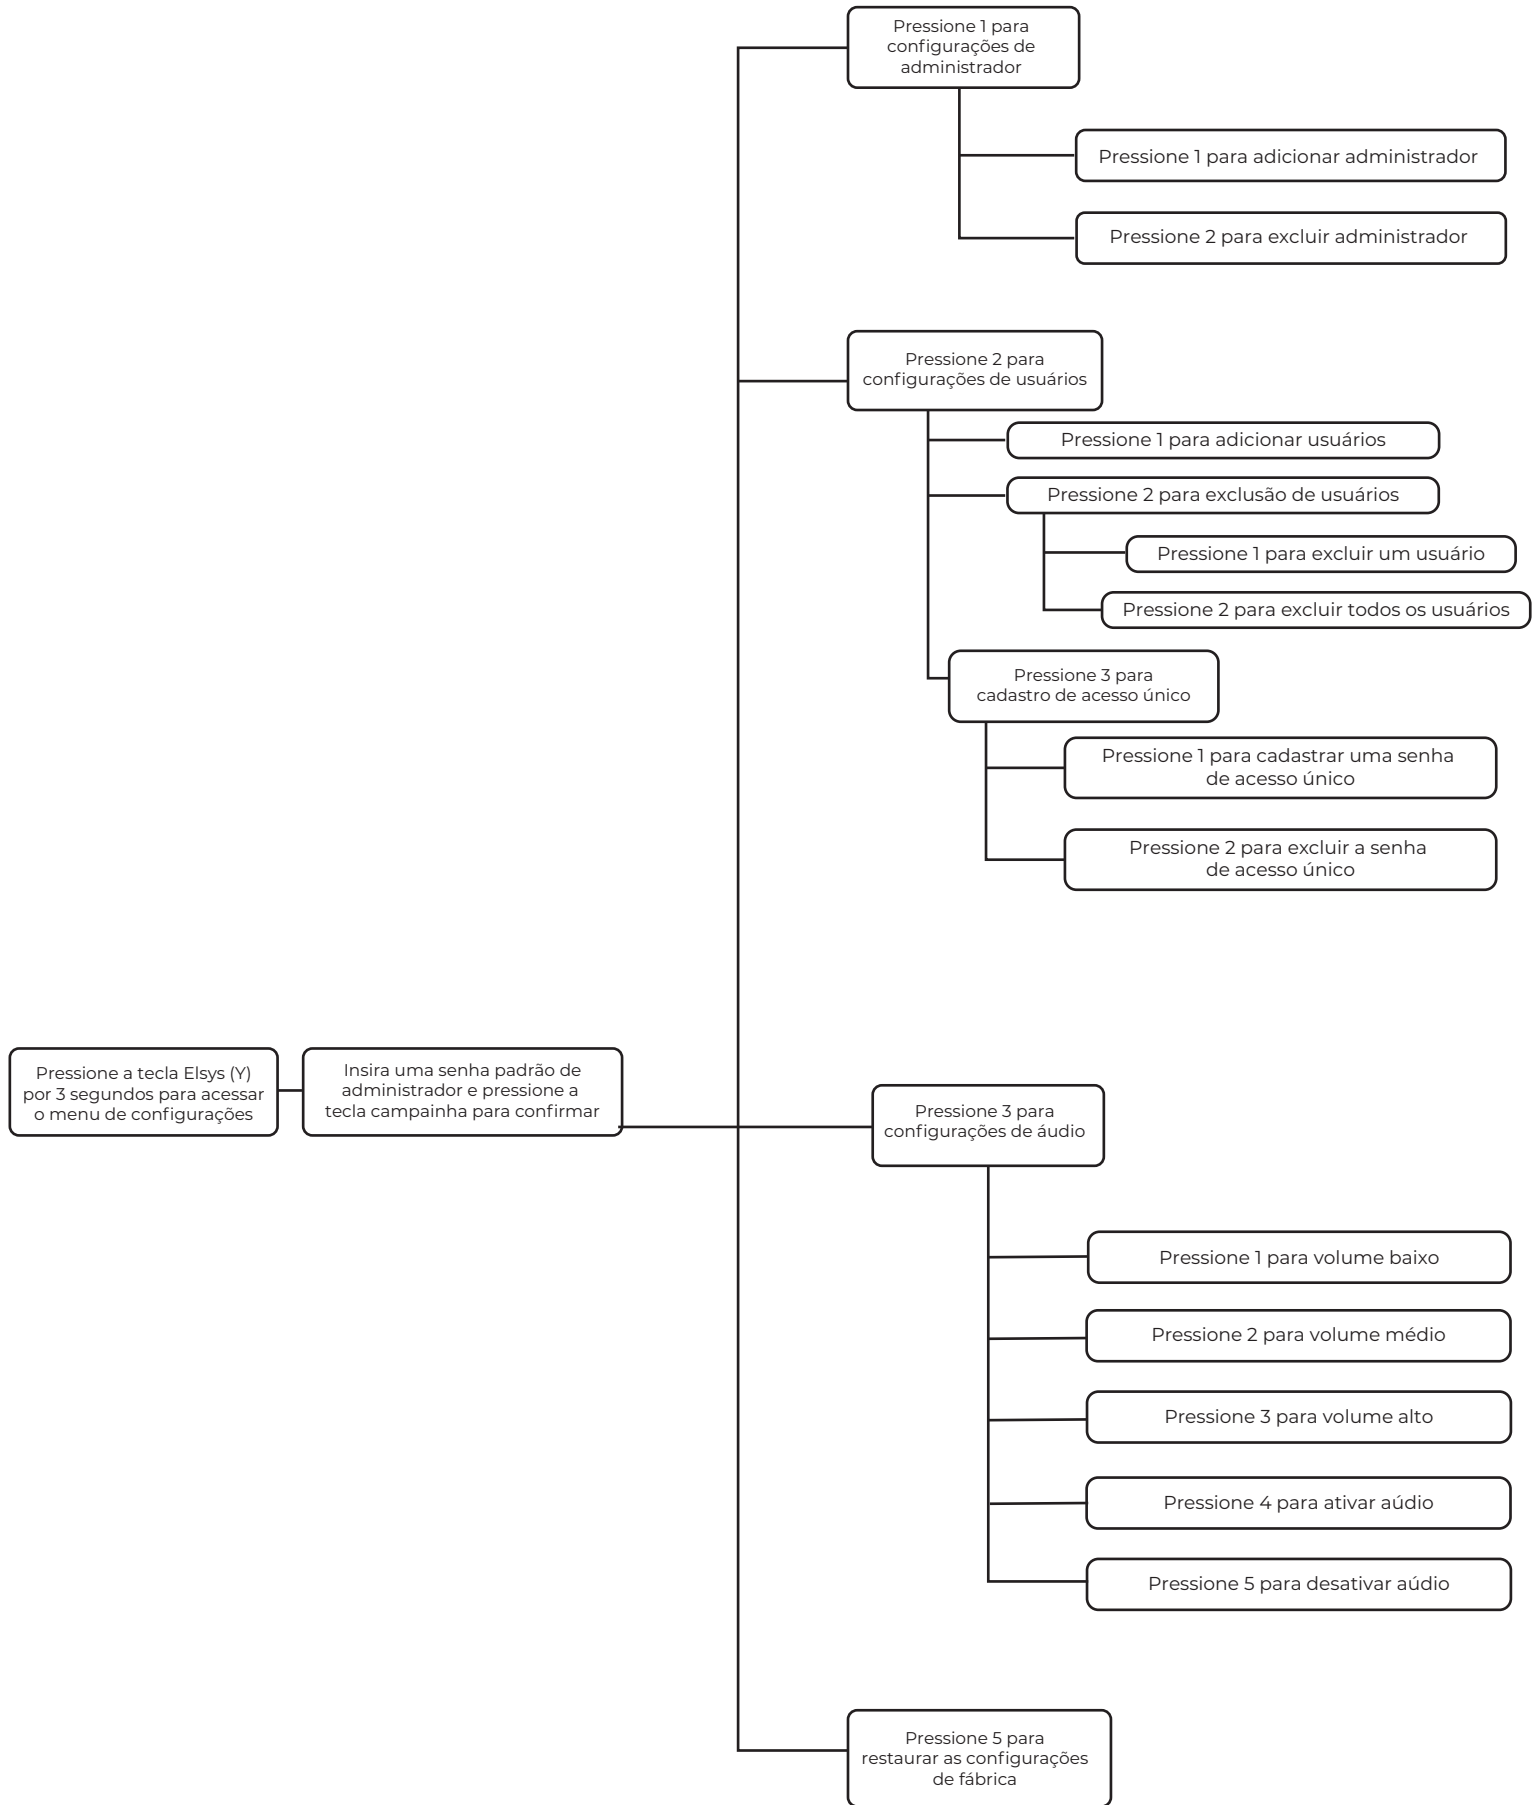 Pressione 1 para
configurações de
administrador
Pressione 1 para adicionar administrador
Pressione 2 para excluir administrador
Pressione 2 para
configurações de usuários
Pressione 1 para adicionar usuários
Pressione 2 para exclusão de usuários
Pressione 1 para excluir um usuário
Pressione 2 para excluir todos os usuários
Pressione 3 para
cadastro de acesso único
Pressione 1 para cadastrar uma senha
de acesso único
Pressione 2 para excluir a senha
de acesso único
Pressione a tecla Elsys (Y)
por 3 segundos para acessar
o menu de configurações
Insira uma senha padrão de
administrador e pressione a
tecla campainha para confirmar
Pressione 3 para
configurações de áudio
Pressione 1 para volume baixo
Pressione 2 para volume médio
Pressione 3 para volume alto
Pressione 4 para ativar aúdio
Pressione 5 para desativar aúdio
Pressione 5 para
restaurar as configurações
de fábrica